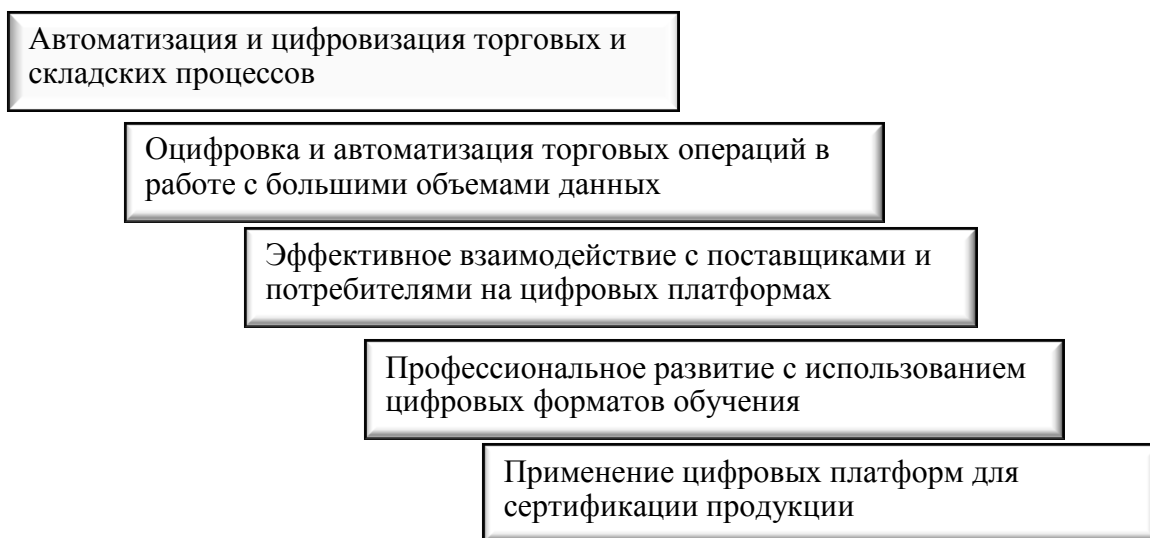 Автоматизация и цифровизация торговых и
складских процессов
Оцифровка и автоматизация торговых операций в
работе с большими объемами данных
Эффективное взаимодействие с поставщиками и
потребителями на цифровых платформах
Профессиональное развитие с использованием
цифровых форматов обучения
Применение цифровых платформ для
сертификации продукции